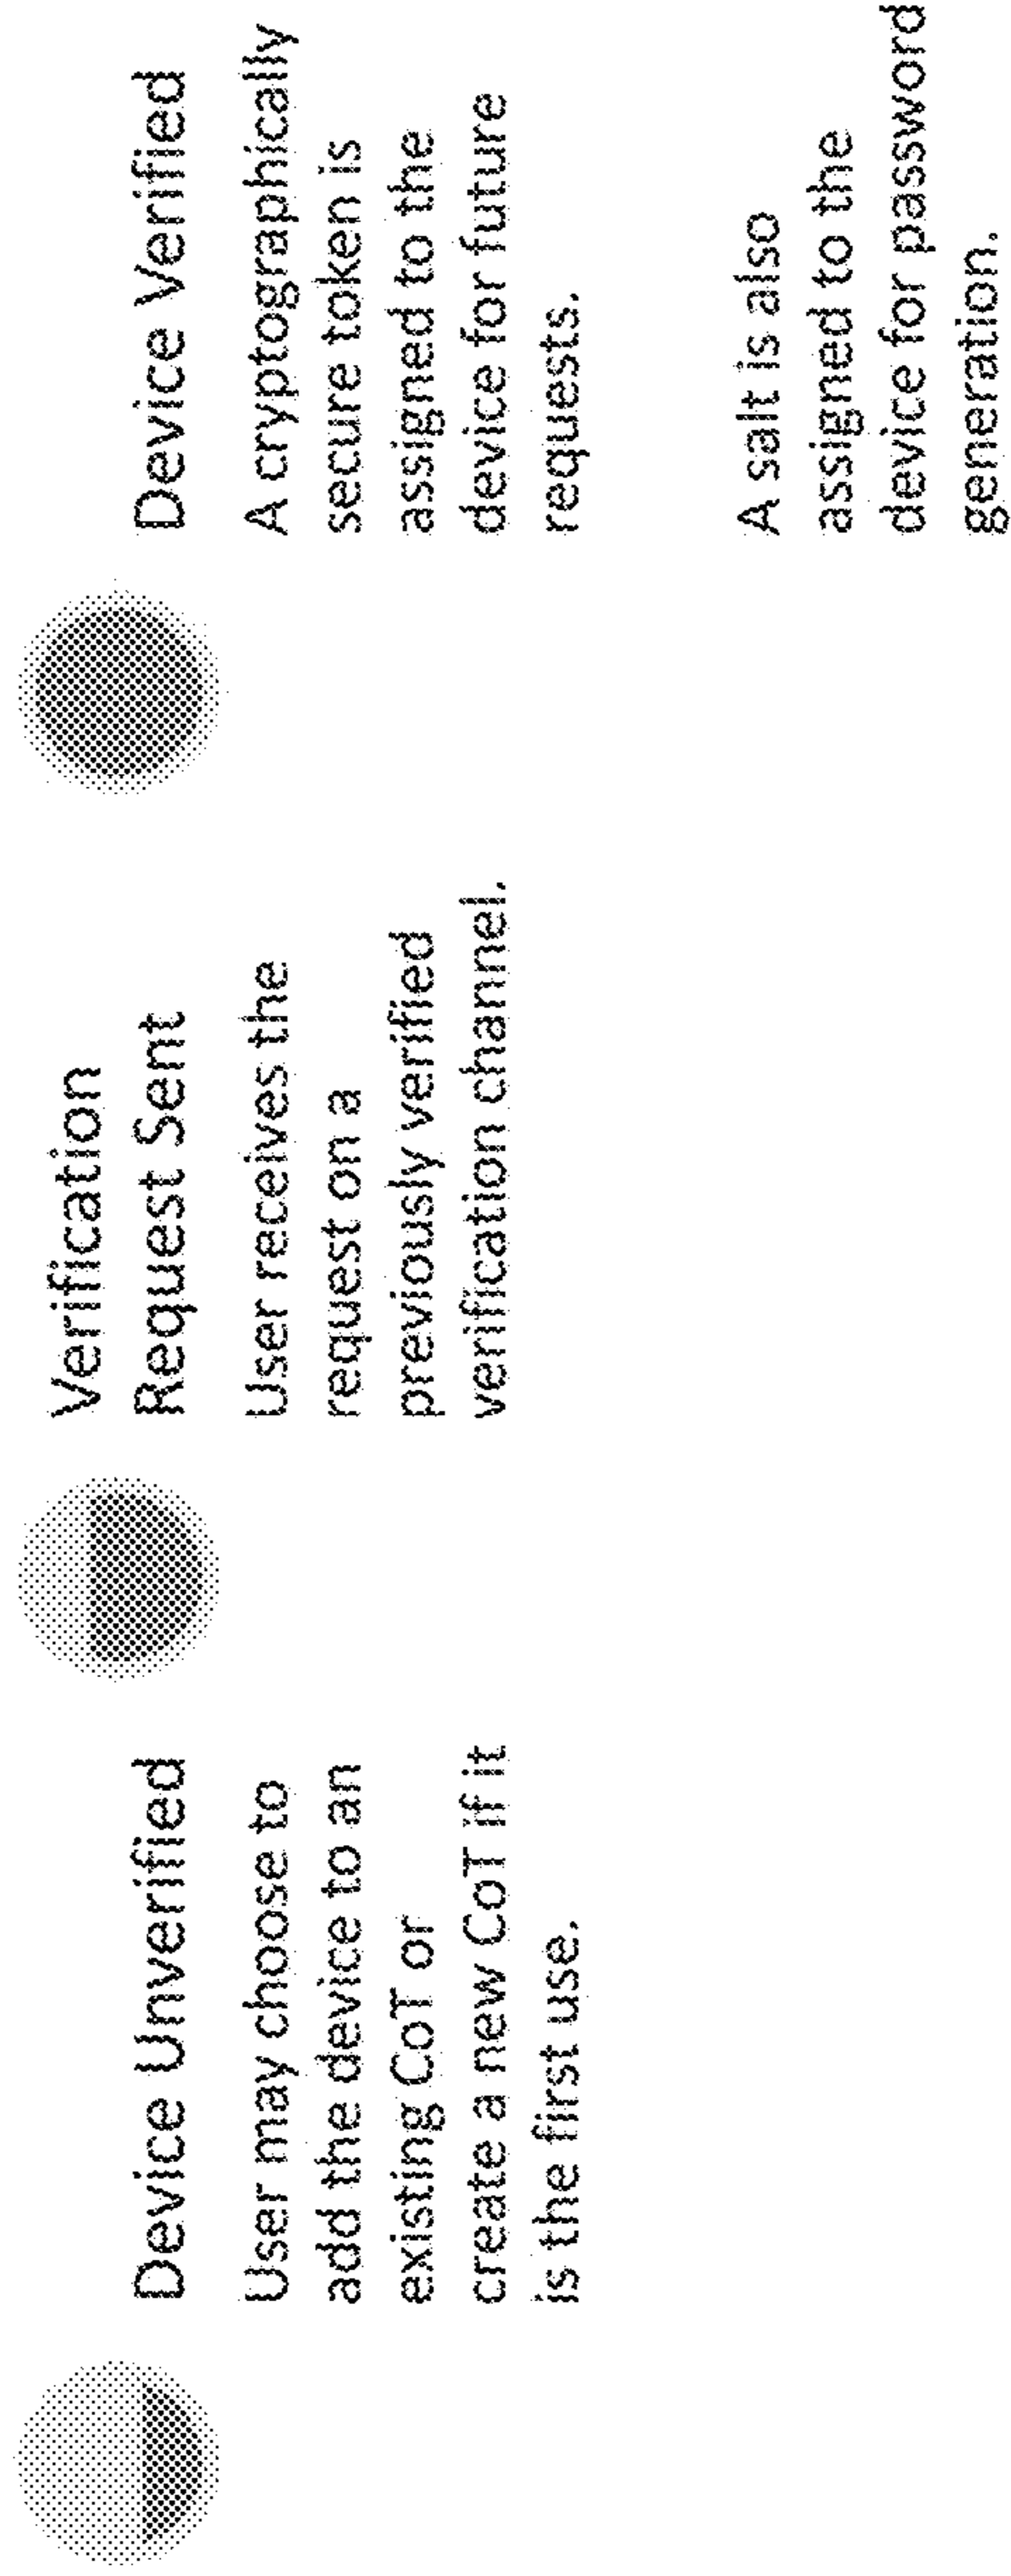 Device Unverified
User may choose to
add the device to an
existing CoT or
create a new CoT if it
is the first use.
Verification
Request Sent
User receives the
request on a
previously verified
verification channel.
Device Verified
A cryptographically
secure token is
assigned to the
device for future
requests.
A salt is also
assigned to the
device for password
generation.